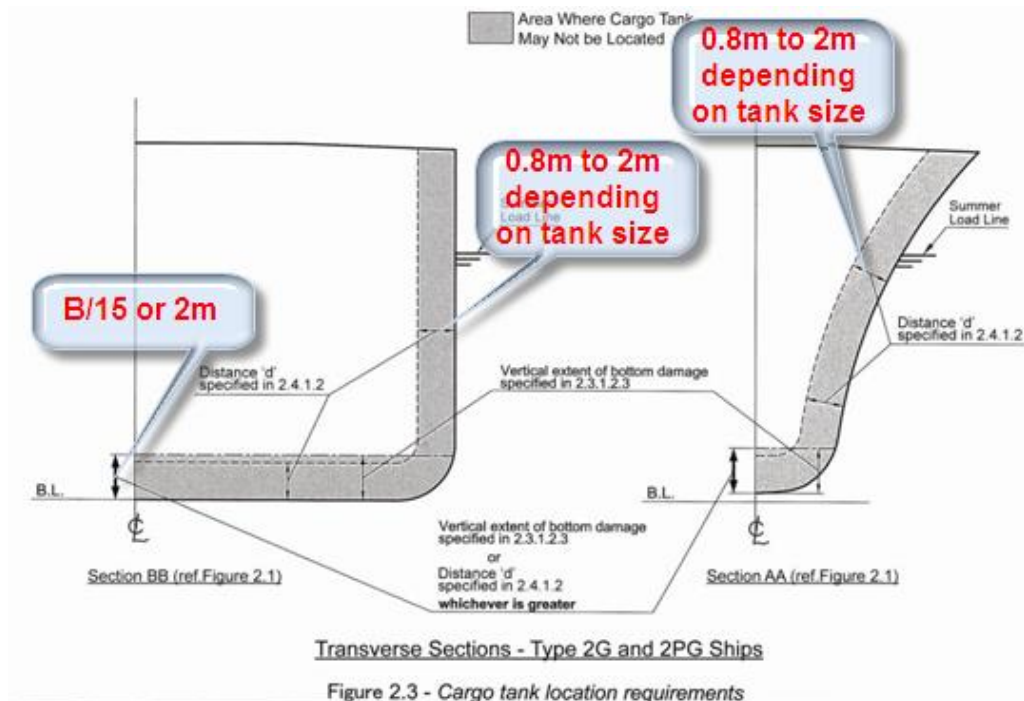 Area Where Cargo Tank
May Not be Located
0.8m to 2m
depending
on tank size
0.8m to 2m
depending
on tank size
Load Line
Summer
Load Line
B/15 or 2m
Distance 'd'
specified in 2.4.1.2
Vertical extent of bottom damage
specified in 2.3.1.2.3
Distance 'd'
specified in 2.4.1.2
B.L.
B.L.
Vertical extent of bottom damage
specified in 2.3.1.2.3
or
Distance 'd'
specified in 2.4.1.2
whichever is greater
Section BB (ref.Figure 2.1)
Section AA (ref.Figure 2.1)
Transverse Sections - Type 2G and 2PG Ships
Figure 2.3 - Cargo tank location requirements